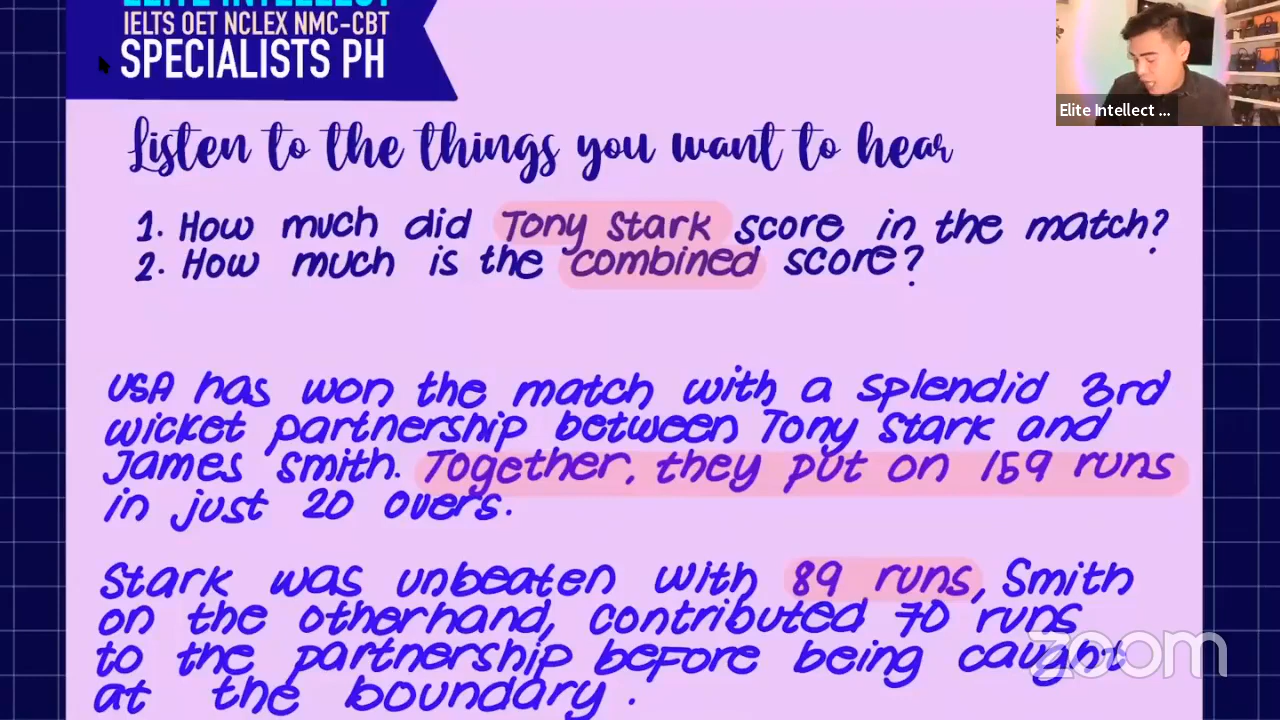 ELITE INTELLECT
IELTS OET NCLEX NMC-CBT
SPECIALISTS PH
Elite Intellect ...
Listen to the things you want to hear
1. How much did Tony Stark score in the match?
2. How much is the combined score?
USA has won the match with a splendid 3rd
wicket partnership between Tony Stark and
James Smith. Together, they put on 159 runs
in just 20 overs.
Stark was unbeaten with 89 runs, Smith
on the otherhand, contributed 70 runs
to the partnership before being caught
at the boundary.
zoom